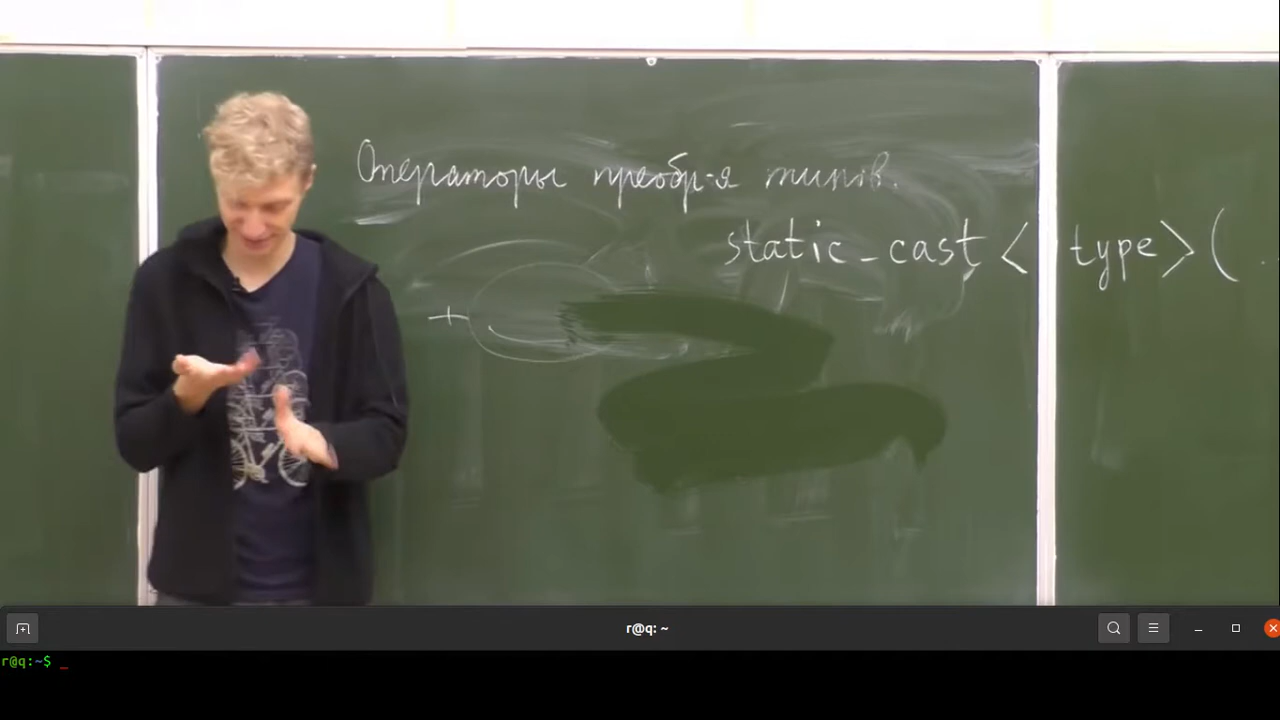 Операторы преобр-я типов.
static_cast < type>( .
+
r@q: ~
r@q:~$ _